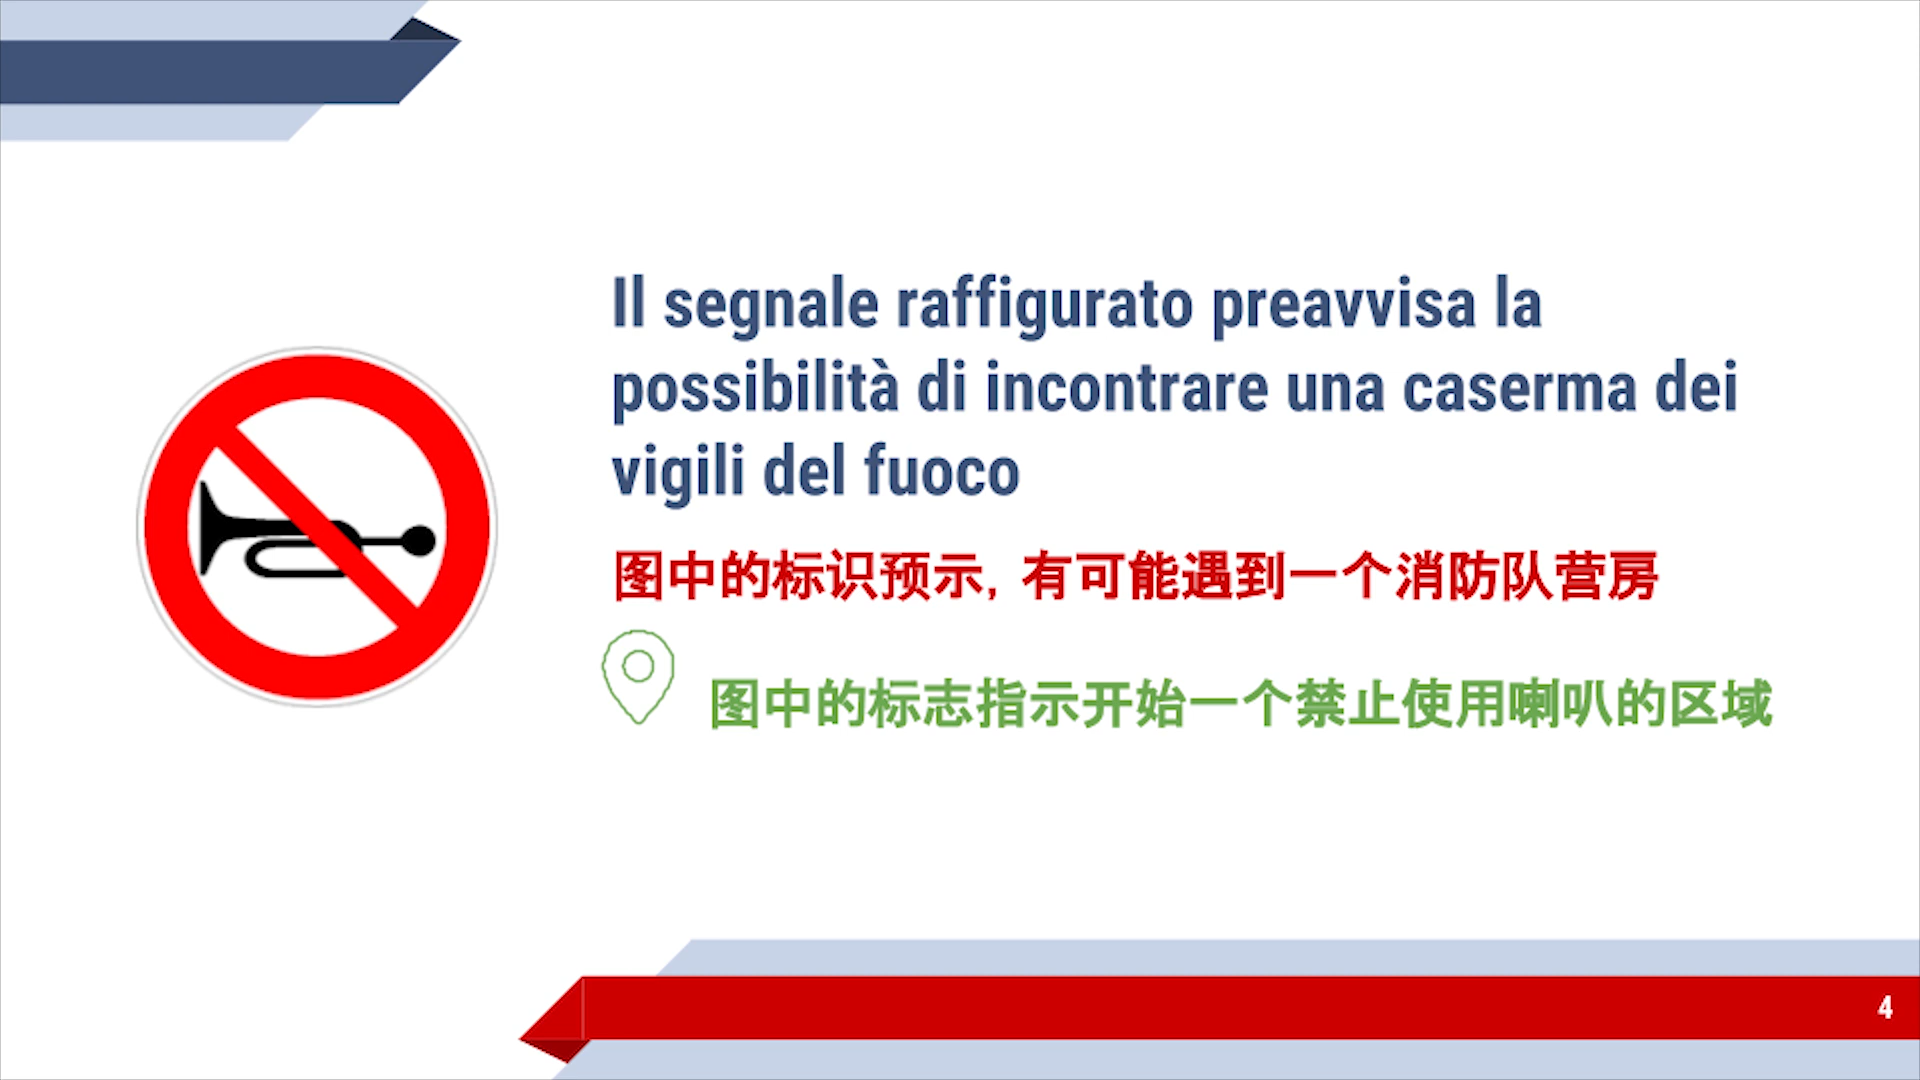 Il segnale raffigurato preavvisa la
possibilità di incontrare una caserma dei
vigili del fuoco
图中的标识预示, 有可能遇到一个消防队营房
图中的标志指示开始一个禁止使用喇叭的区域
4